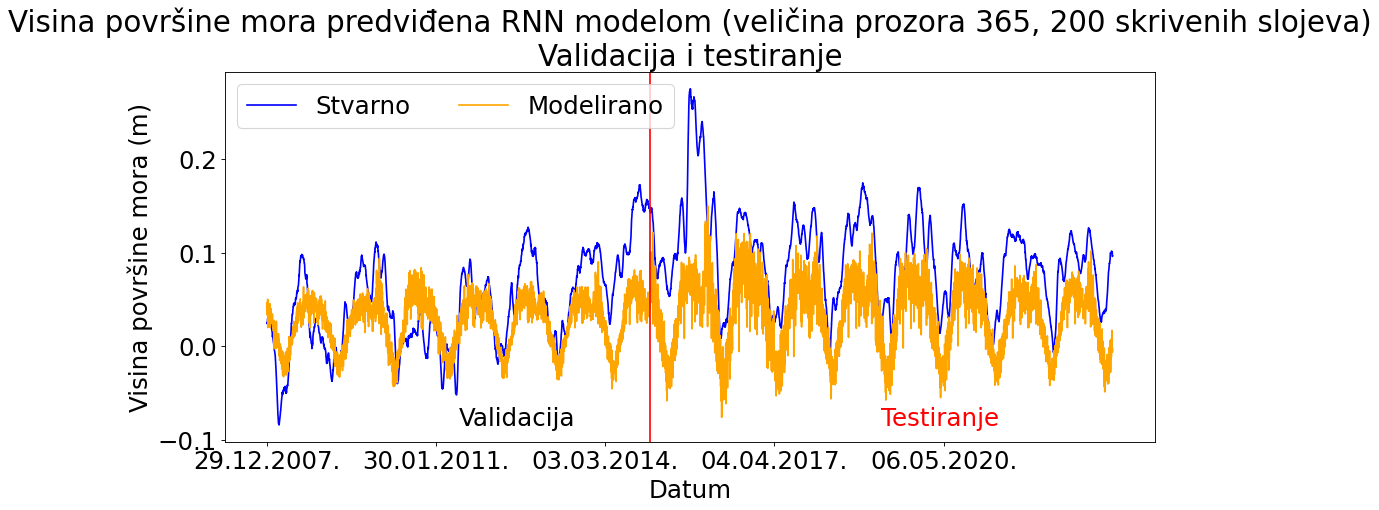 Visina površine mora predviđena RNN modelom (veličina prozora 365, 200 skrivenih slojeva)
Validacija i testiranje
Stvarno
Modelirano
Visina površine mora (m)
0.2
0.1
0.0
−0.1
Validacija
Testiranje
29.12.2007.
30.01.2011.
03.03.2014.
04.04.2017.
06.05.2020.
Datum